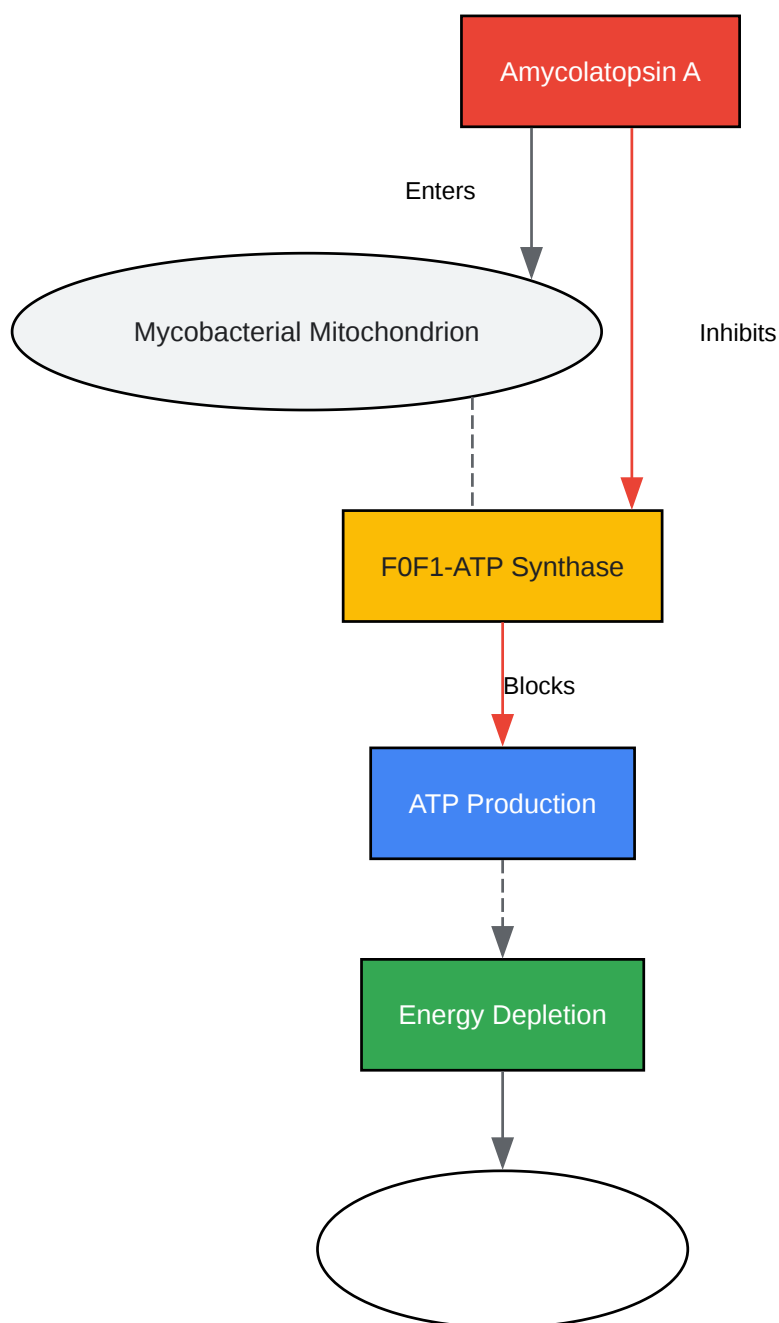 Amycolatopsin A
Enters
Mycobacterial Mitochondrion
Inhibits
F0F1-ATP Synthase
Blocks
ATP Production
Energy Depletion